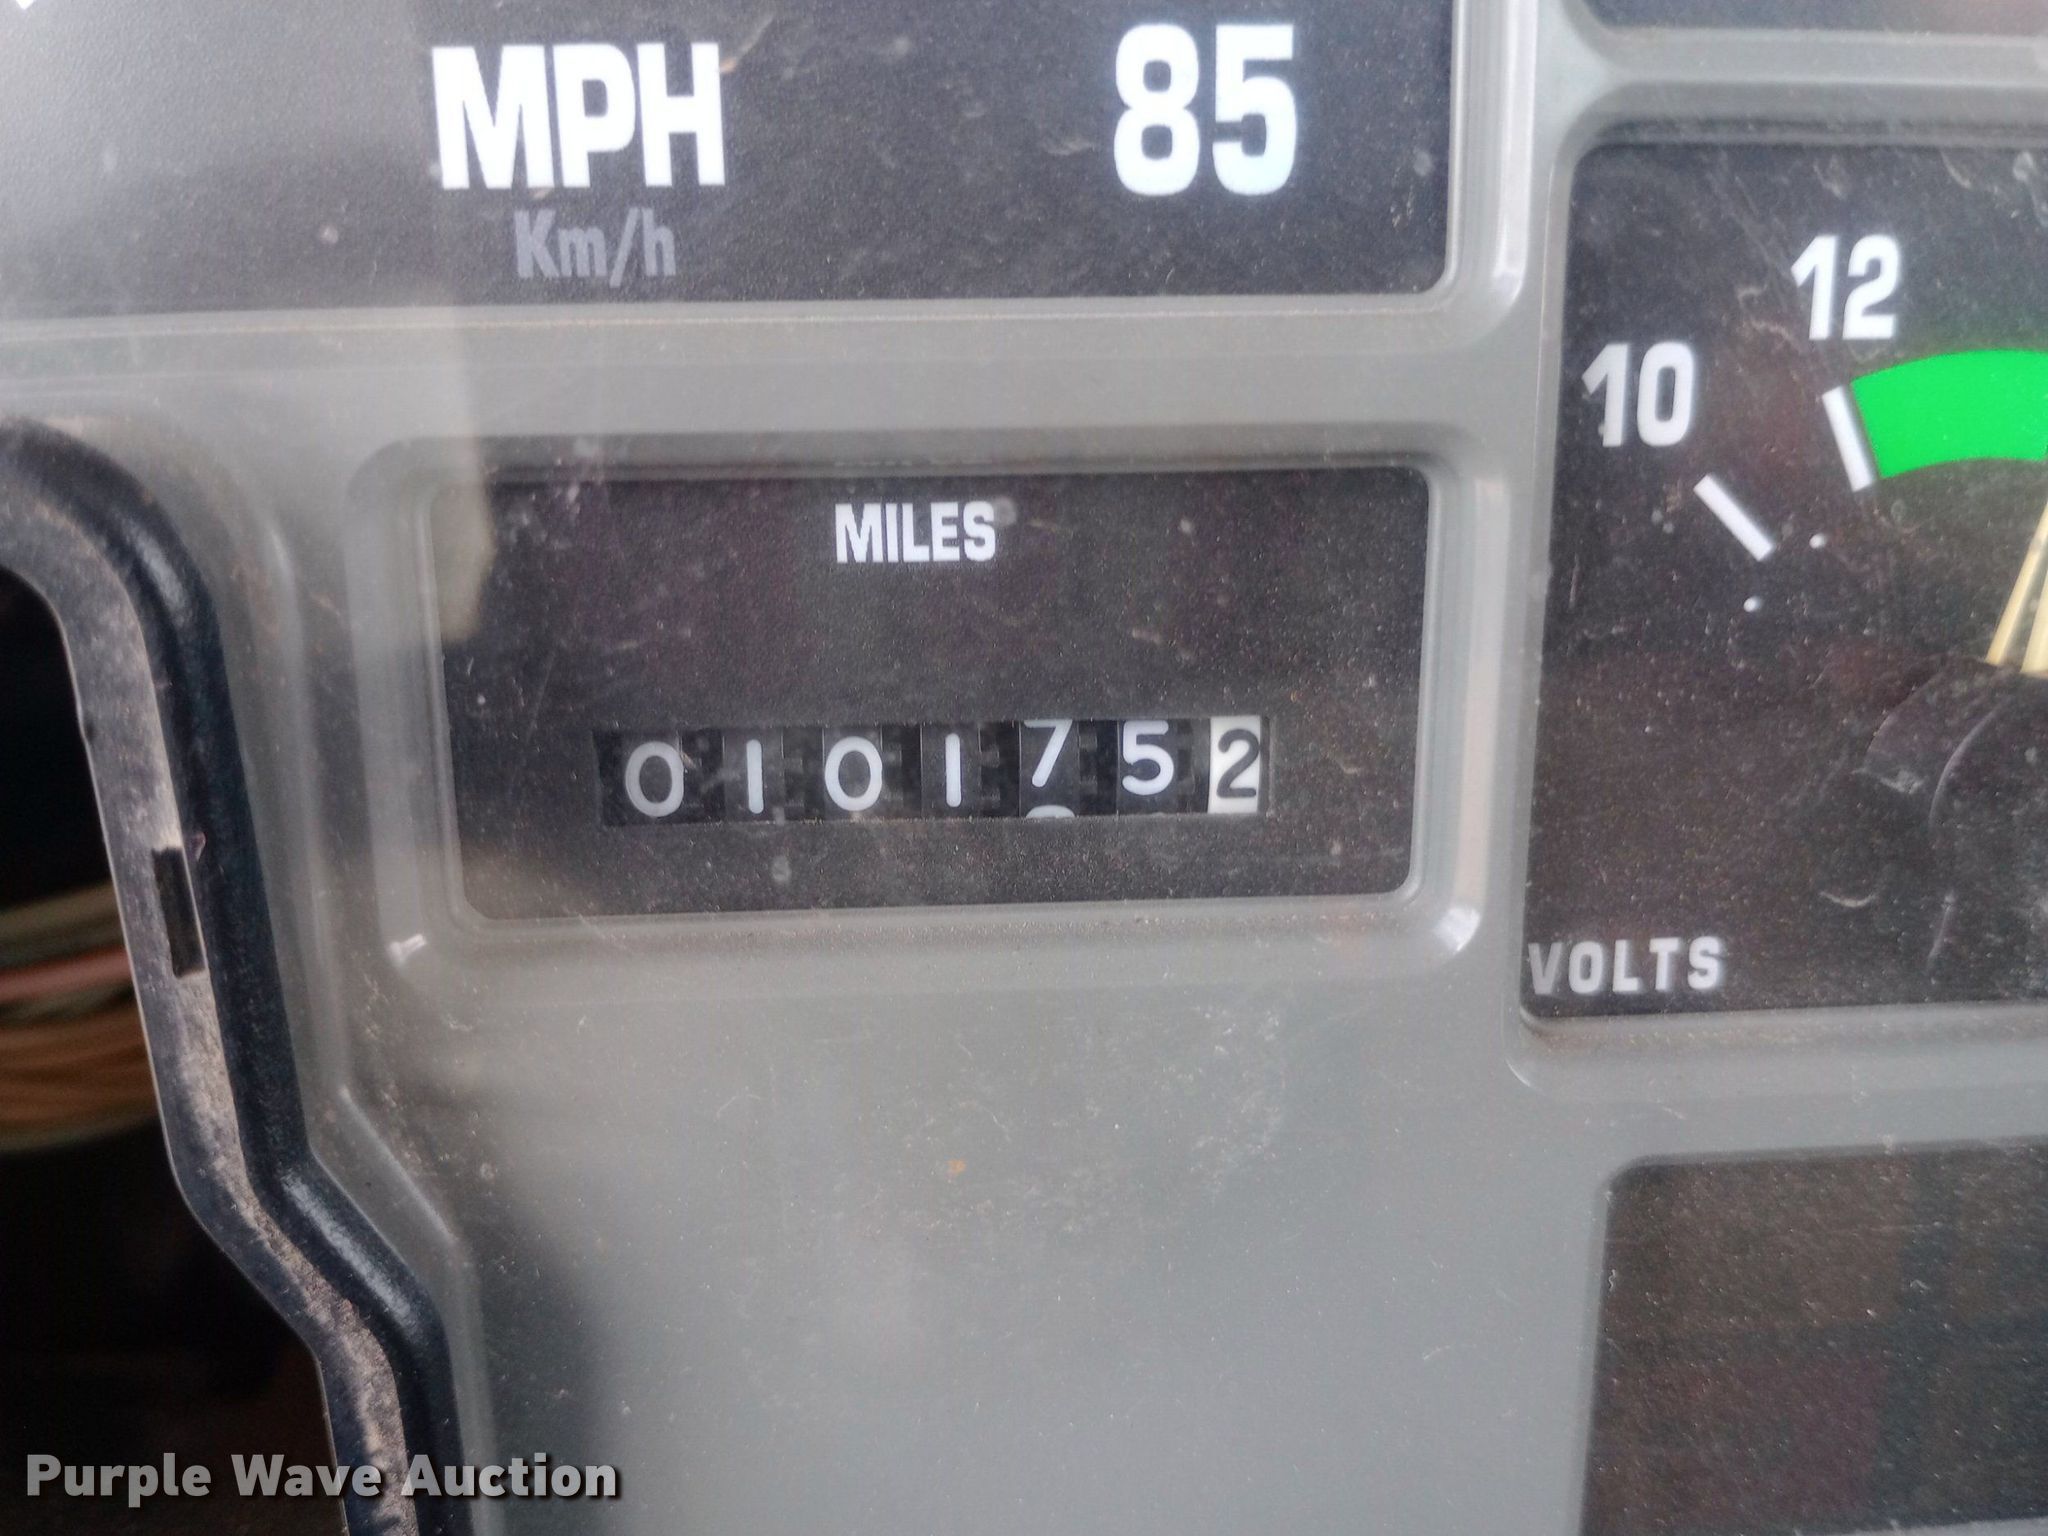 MPH 85
Km/h
12
10
MILES
0101752
VOLTS
Purple Wave Auction